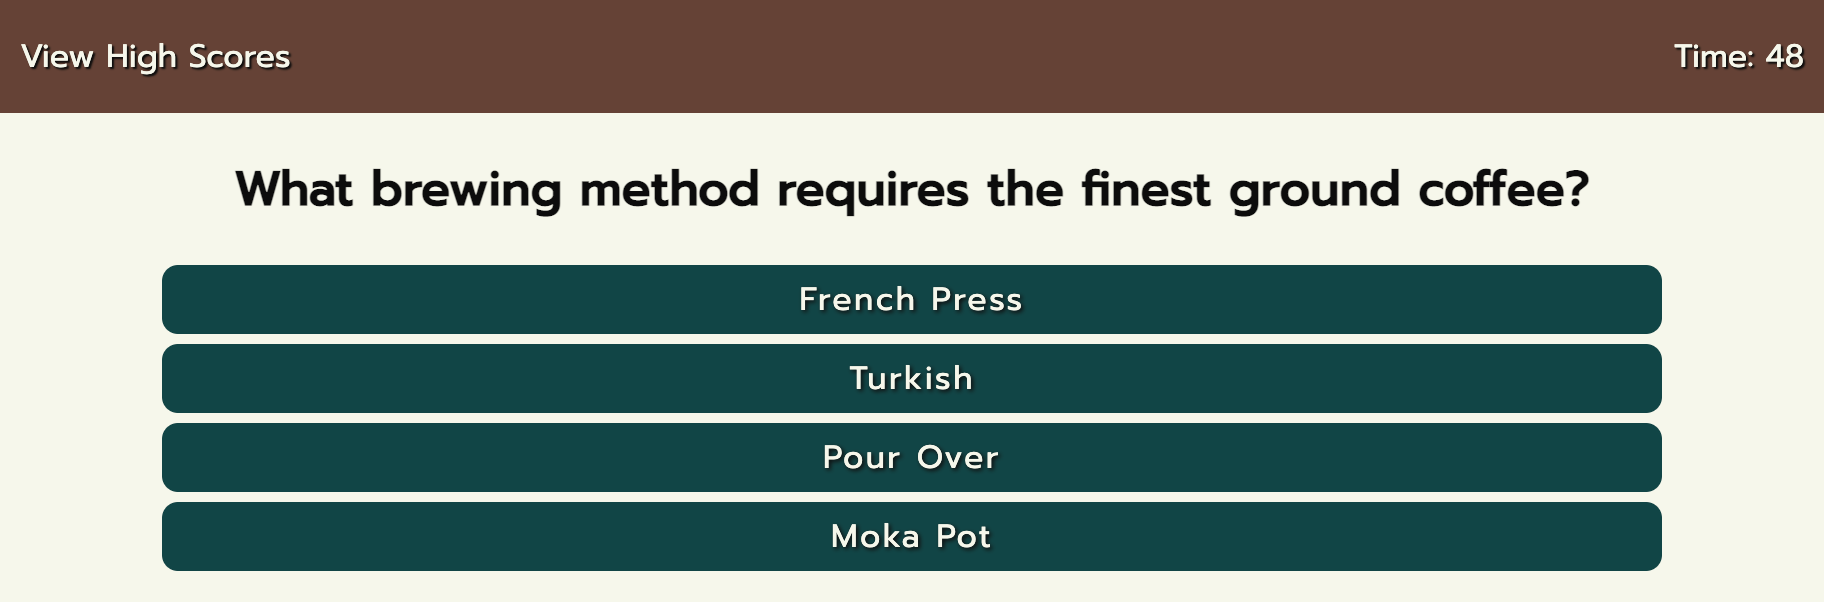 View High Scores
Time: 48
What brewing method requires the finest ground coffee?
French Press
Turkish
Pour Over
Moka Pot